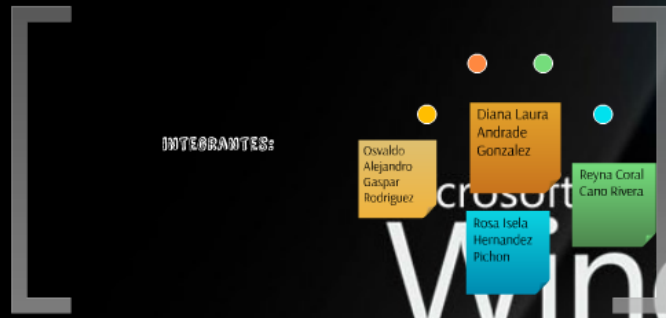 INTEGRANTES:
Osvaldo
Alejandro
Gaspar
Rodriguez
Diana Laura
Andrade
Gonzalez
Rosa Isela
Hernandez
Pichon
Reyna Coral
Cano Rivera
crosoft
Win